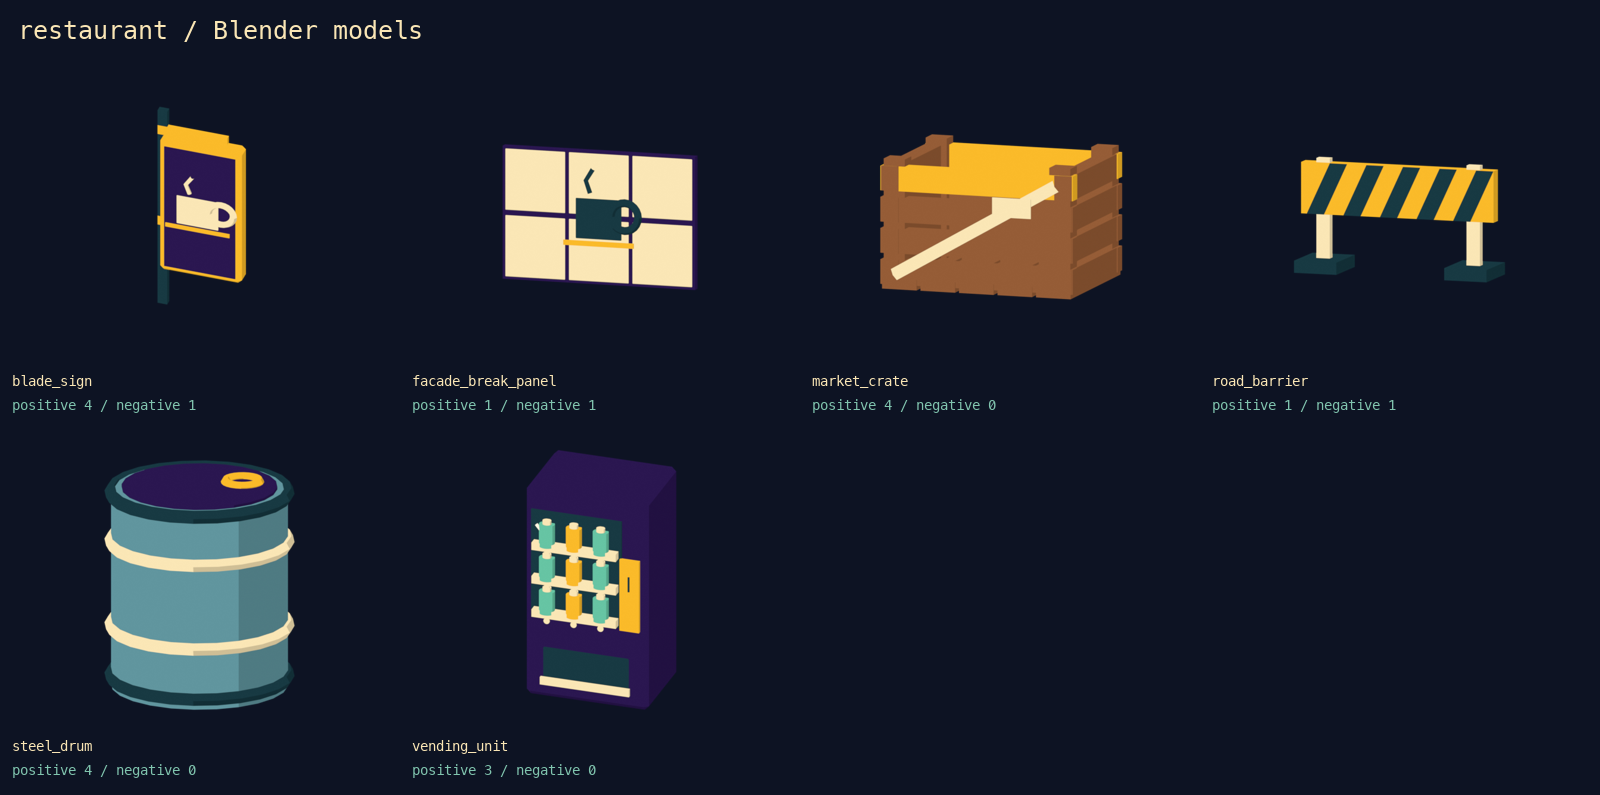 restaurant / Blender models
blade_sign
positive 4 / negative 1
facade_break_panel
positive 1 / negative 1
market_crate
positive 4 / negative 0
road_barrier
positive 1 / negative 1
steel_drum
positive 4 / negative 0
vending_unit
positive 3 / negative 0